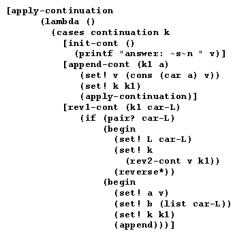 [apply-continuation
(lambda ()
(cases continuation k
[init-cont ()
(printf "answer: ~s~n " v)]
[append-cont (k1 a)
(set! v (cons (car a) v))
(set! k k1)
(apply-continuation)]
[rev1-cont (k1 car-L)
(if (pair? car-L)
(begin
(set! L car-L)
(set! k
(rev2-cont v k1))
(reverse*))
(begin
(set! a v)
(set! b (list car-L))
(set! k k1)
(append)))]